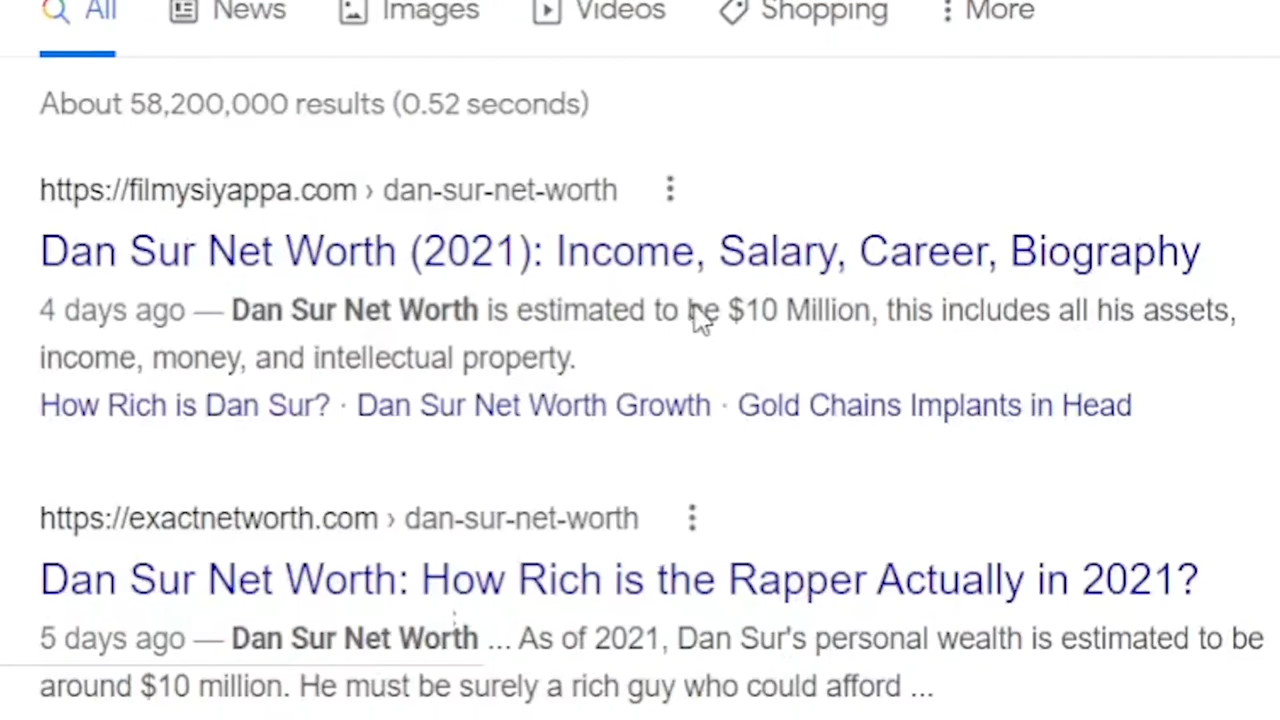 All News Images Videos Shopping More
About 58,200,000 results (0.52 seconds)
https://filmysiyappa.com › dan-sur-net-worth
Dan Sur Net Worth (2021): Income, Salary, Career, Biography
4 days ago — Dan Sur Net Worth is estimated to be $10 Million, this includes all his assets,
income, money, and intellectual property.
How Rich is Dan Sur? · Dan Sur Net Worth Growth · Gold Chains Implants in Head
https://exactnetworth.com › dan-sur-net-worth
Dan Sur Net Worth: How Rich is the Rapper Actually in 2021?
5 days ago — Dan Sur Net Worth ... As of 2021, Dan Sur's personal wealth is estimated to be
around $10 million. He must be surely a rich guy who could afford ...